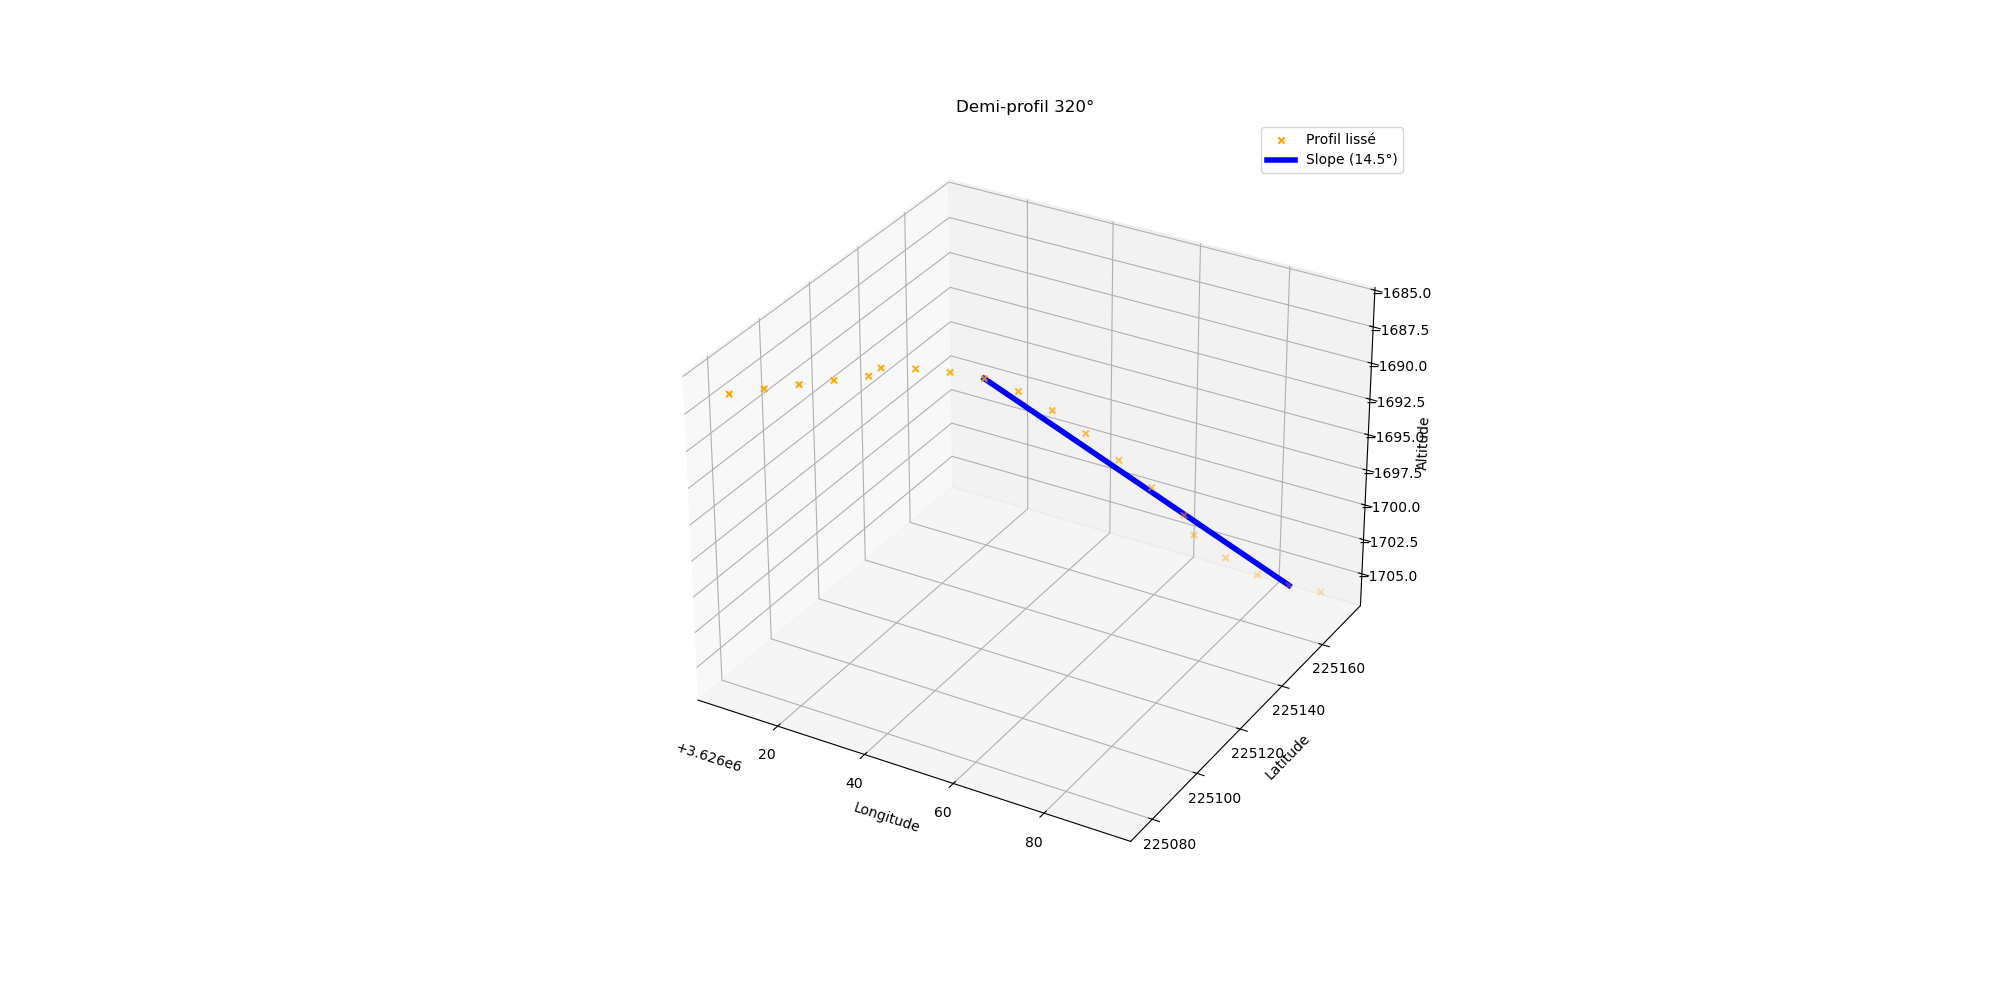 Demi-profil 320°
Profil lissé
Slope (14.5°)
−1685.0
−1687.5
−1690.0
−1692.5
−1695.0
−1697.5
−1700.0
−1702.5
−1705.0
Altitude
225160
225140
225120
225100
225080
Latitude
+3.626e6
20
40
60
80
Longitude